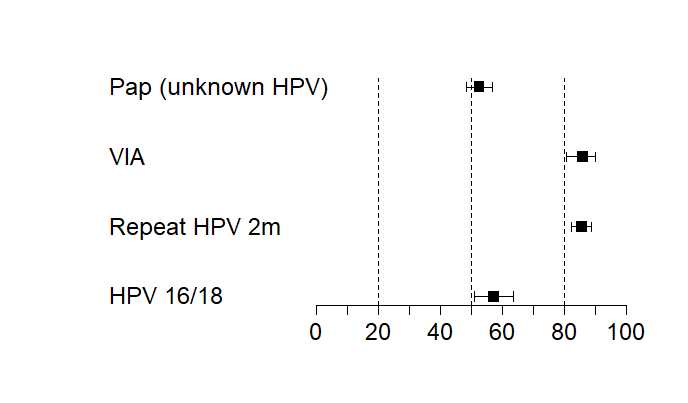 Pap (unknown HPV)
VIA
Repeat HPV 2m
HPV 16/18
0 20 40 60 80 100